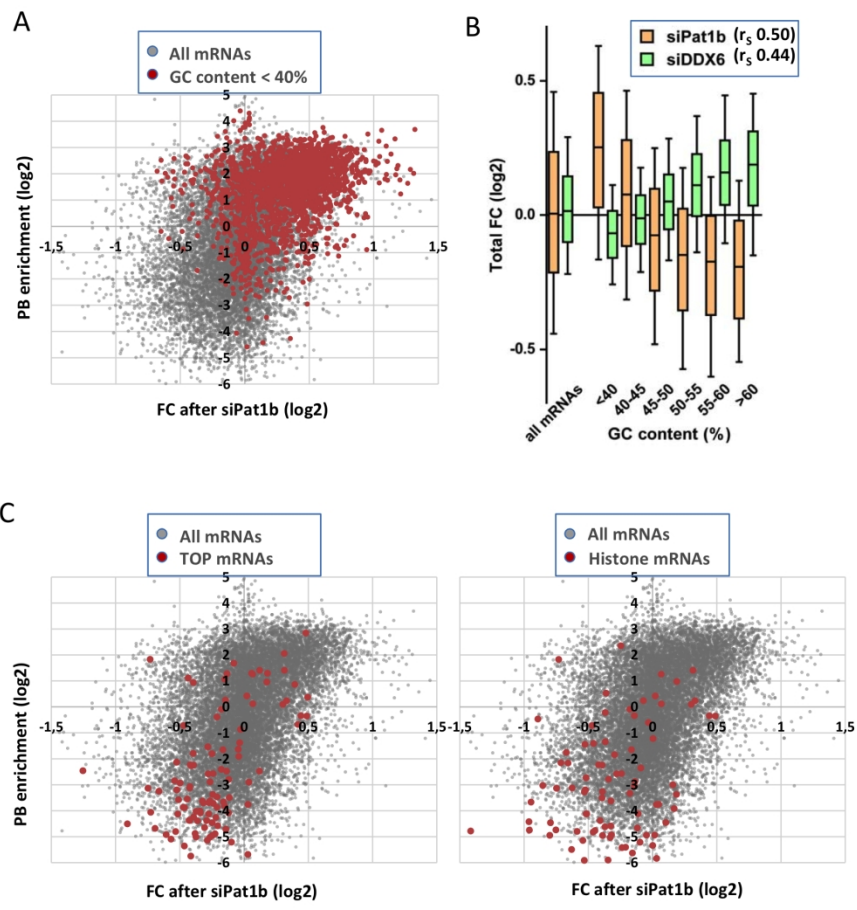 A
All mRNAs
GC content < 40%
5
4
3
2
1
0
-1,5 -1 -0,5 0 0,5 1 1,5
-1
-2
-3
-4
-5
-6
PB enrichment (log2)
FC after siPat1b (log2)
B
siPat1b (rS 0.50)
siDDX6 (rS 0.44)
0.5
0.0
-0.5
Total FC (log2)
all mRNAs <40 40-45 45-50 50-55 55-60 >60
GC content (%)
C
All mRNAs
TOP mRNAs
5
4
3
2
1
0
-1,5 -1 -0,5 0 0,5 1 1,5
-1
-2
-3
-4
-5
-6
PB enrichment (log2)
FC after siPat1b (log2)
All mRNAs
Histone mRNAs
5
4
3
2
1
0
-1,5 -1 -0,5 0 0,5 1 1,5
-1
-2
-3
-4
-5
-6
FC after siPat1b (log2)